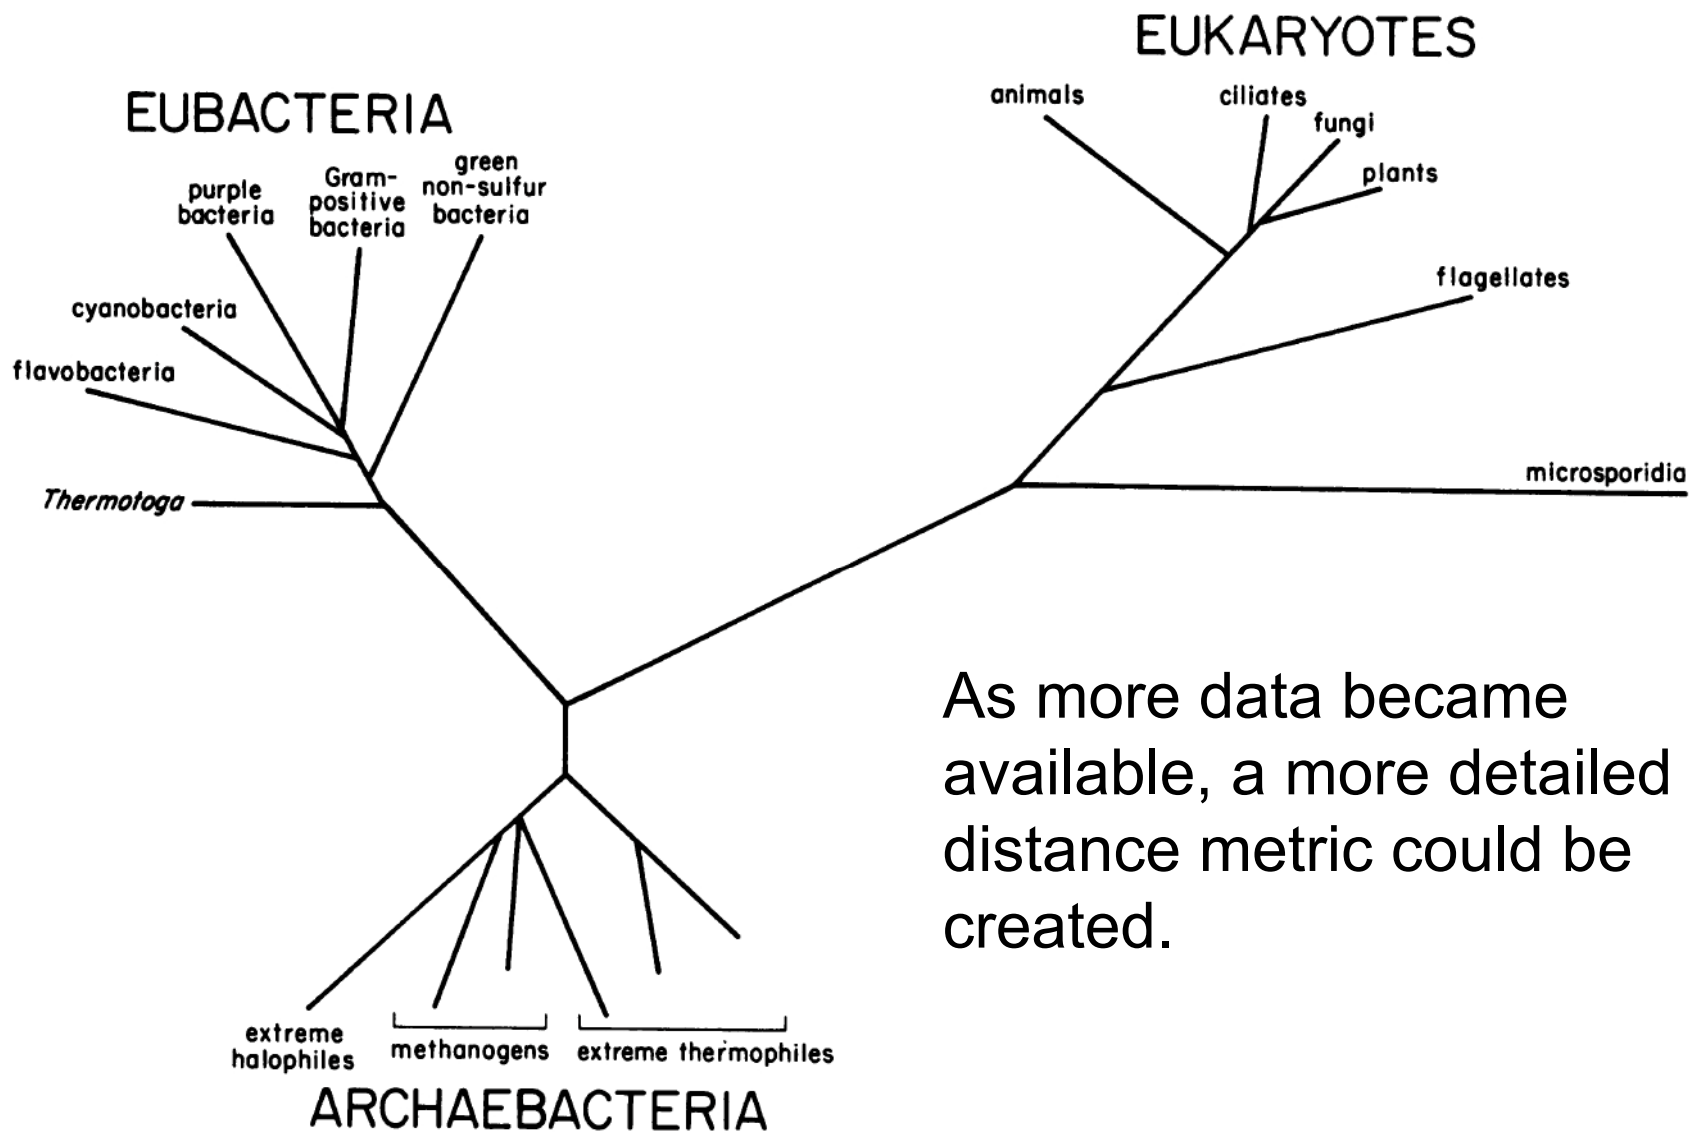 EUKARYOTES
animals
ciliates
fungi
plants
flagellates
microsporidia
EUBACTERIA
green
non-sulfur
bacteria
Gram-
positive
bacteria
purple
bacteria
cyanobacteria
flavobacteria
Thermotoga
As more data became
available, a more detailed
distance metric could be
created.
extreme
halophiles
methanogens
extreme thermophiles
ARCHAEBACTERIA